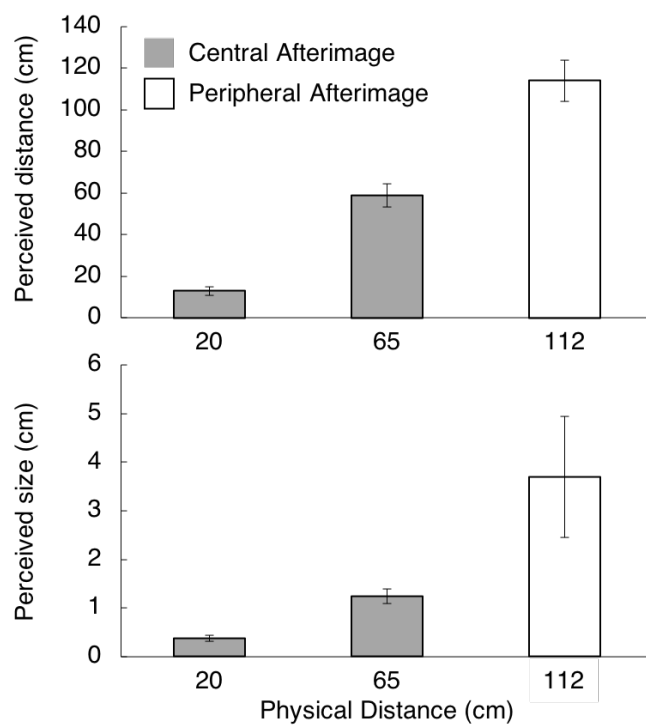 140
120
100
80
60
40
20
0
Perceived distance (cm)
Central Afterimage
Peripheral Afterimage
20 65 112
6
5
4
3
2
1
0
Perceived size (cm)
20 65 112
Physical Distance (cm)